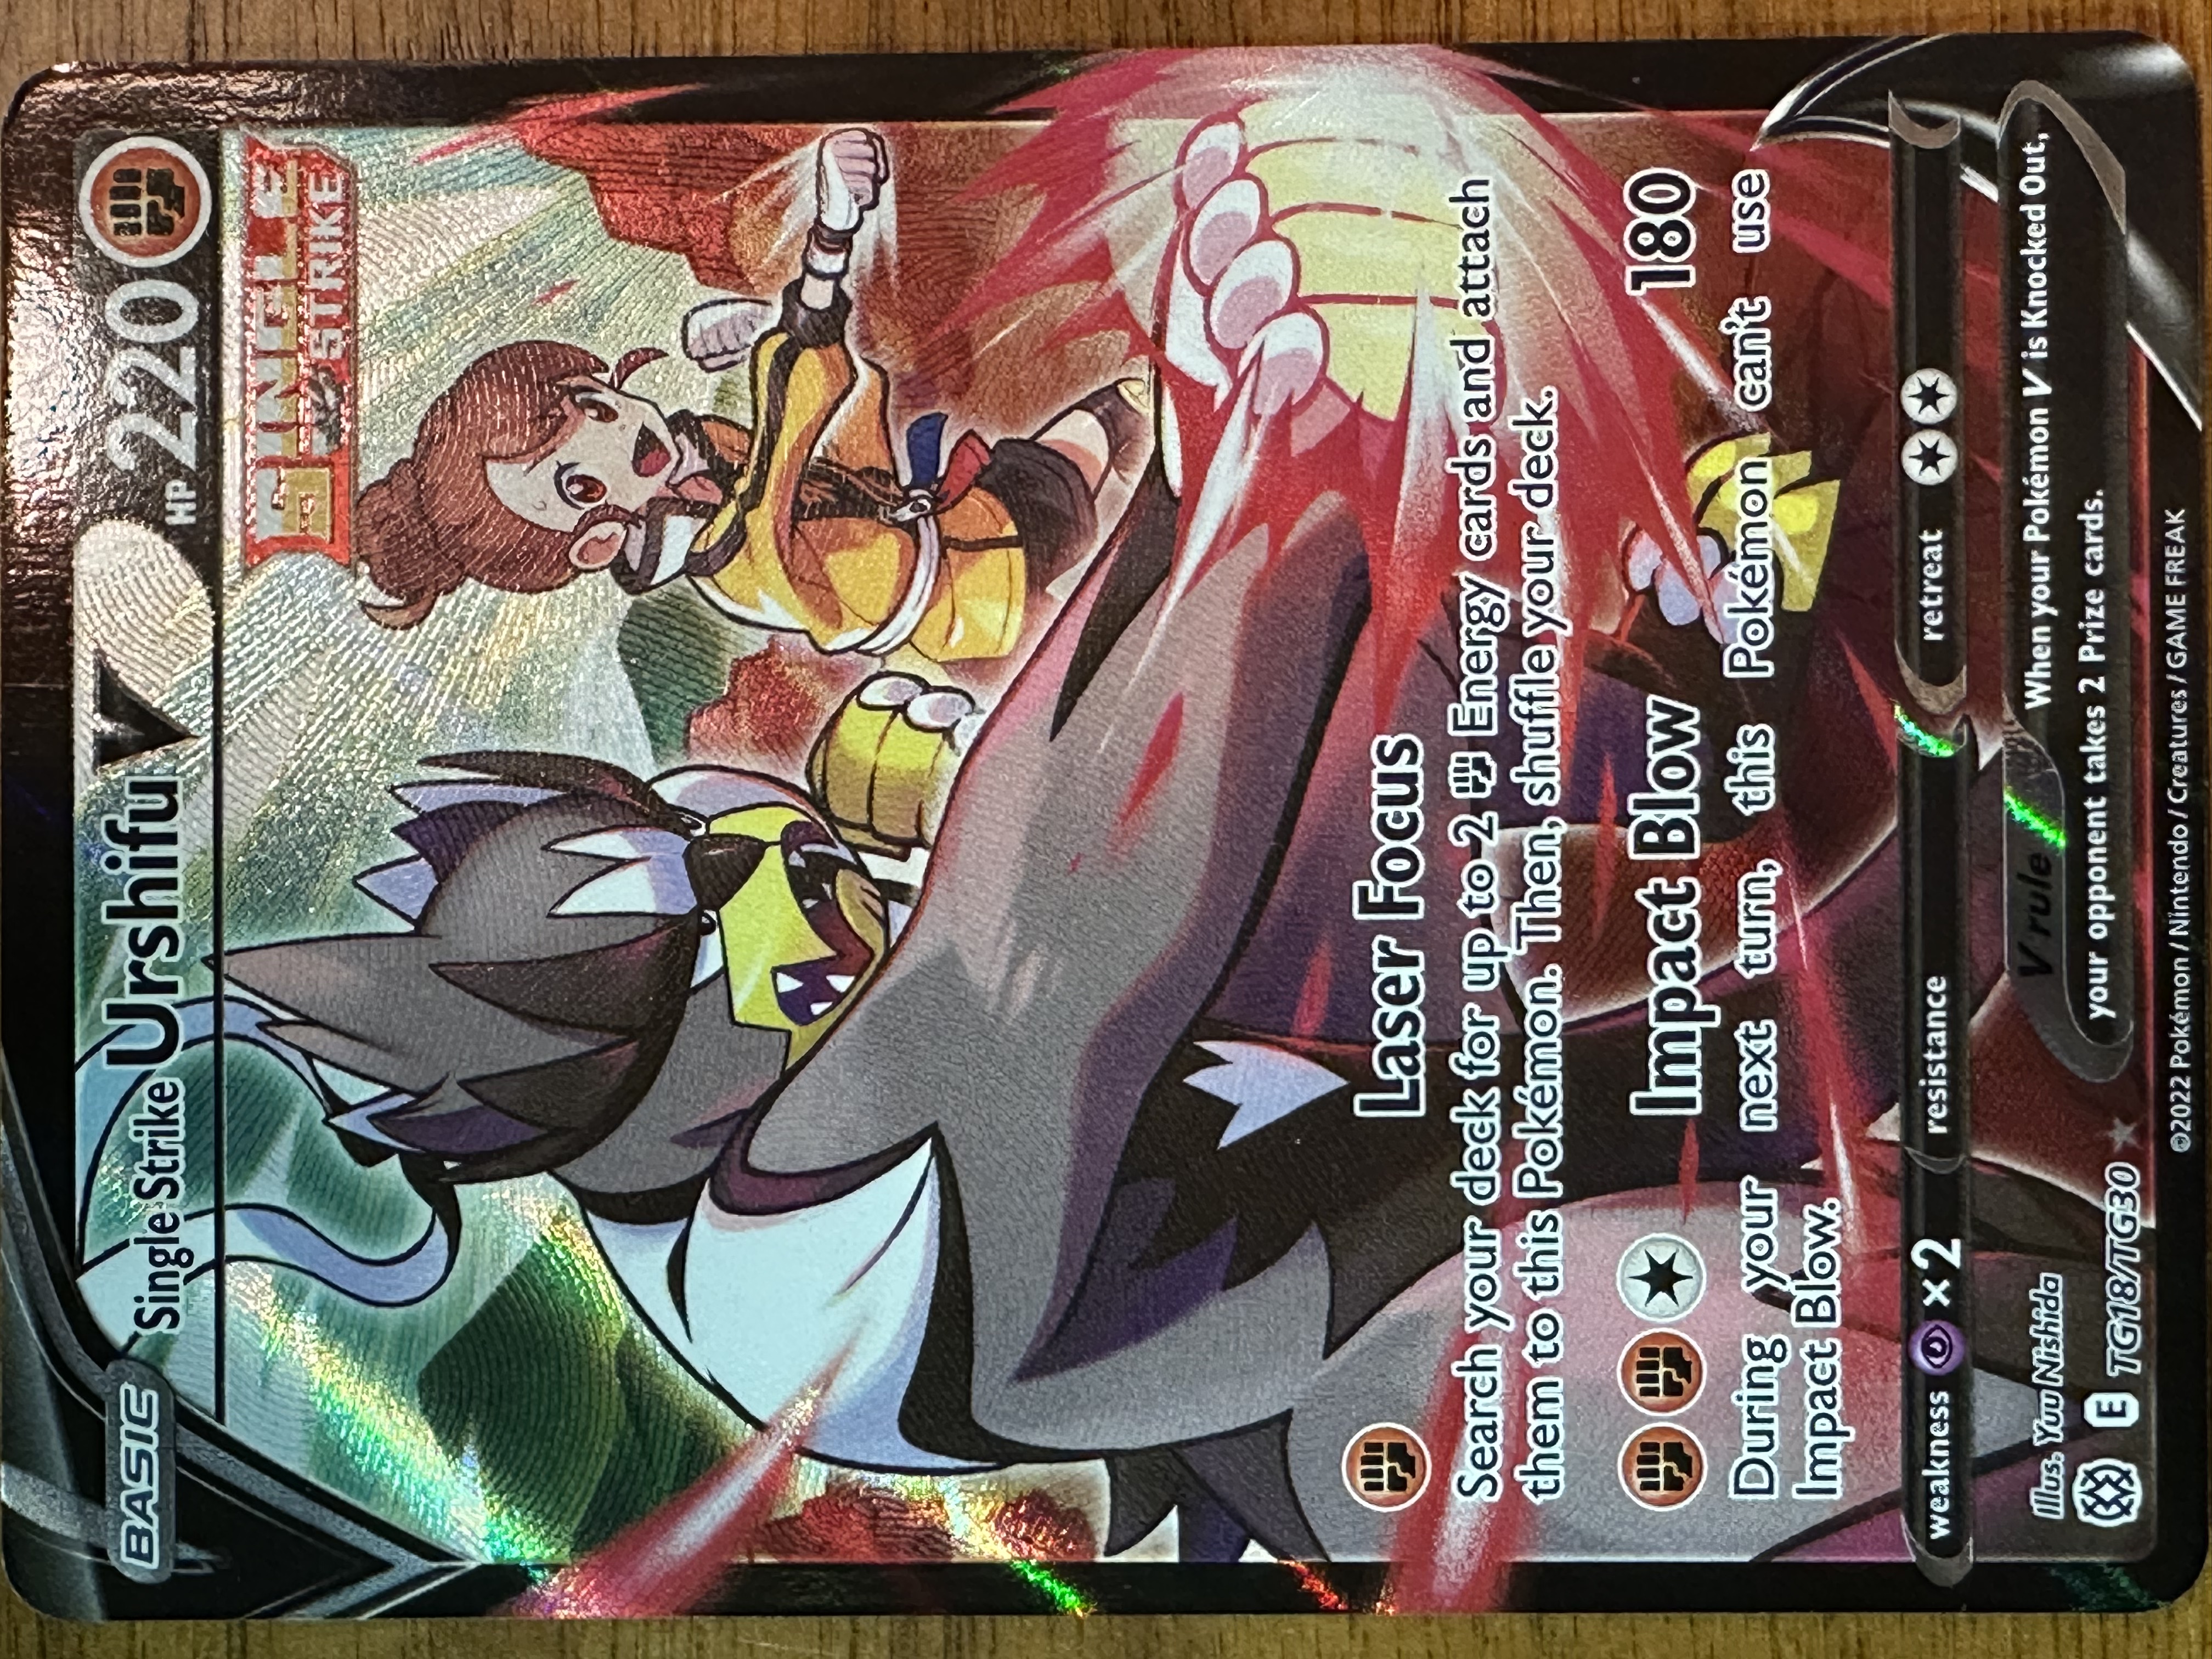 BASIC
Single Strike Urshifu V
HP 220
SINGLE
STRIKE
Laser Focus
Search your deck for up to 2 Energy cards and attach
them to this Pokémon. Then, shuffle your deck.
Impact Blow 180
During your next turn, this Pokémon can't use
Impact Blow.
weakness ×2 resistance retreat
V rule When your Pokémon V is Knocked Out,
your opponent takes 2 Prize cards.
Illus. Yuu Nishida
E TG18/TG30
©2022 Pokémon / Nintendo / Creatures / GAME FREAK